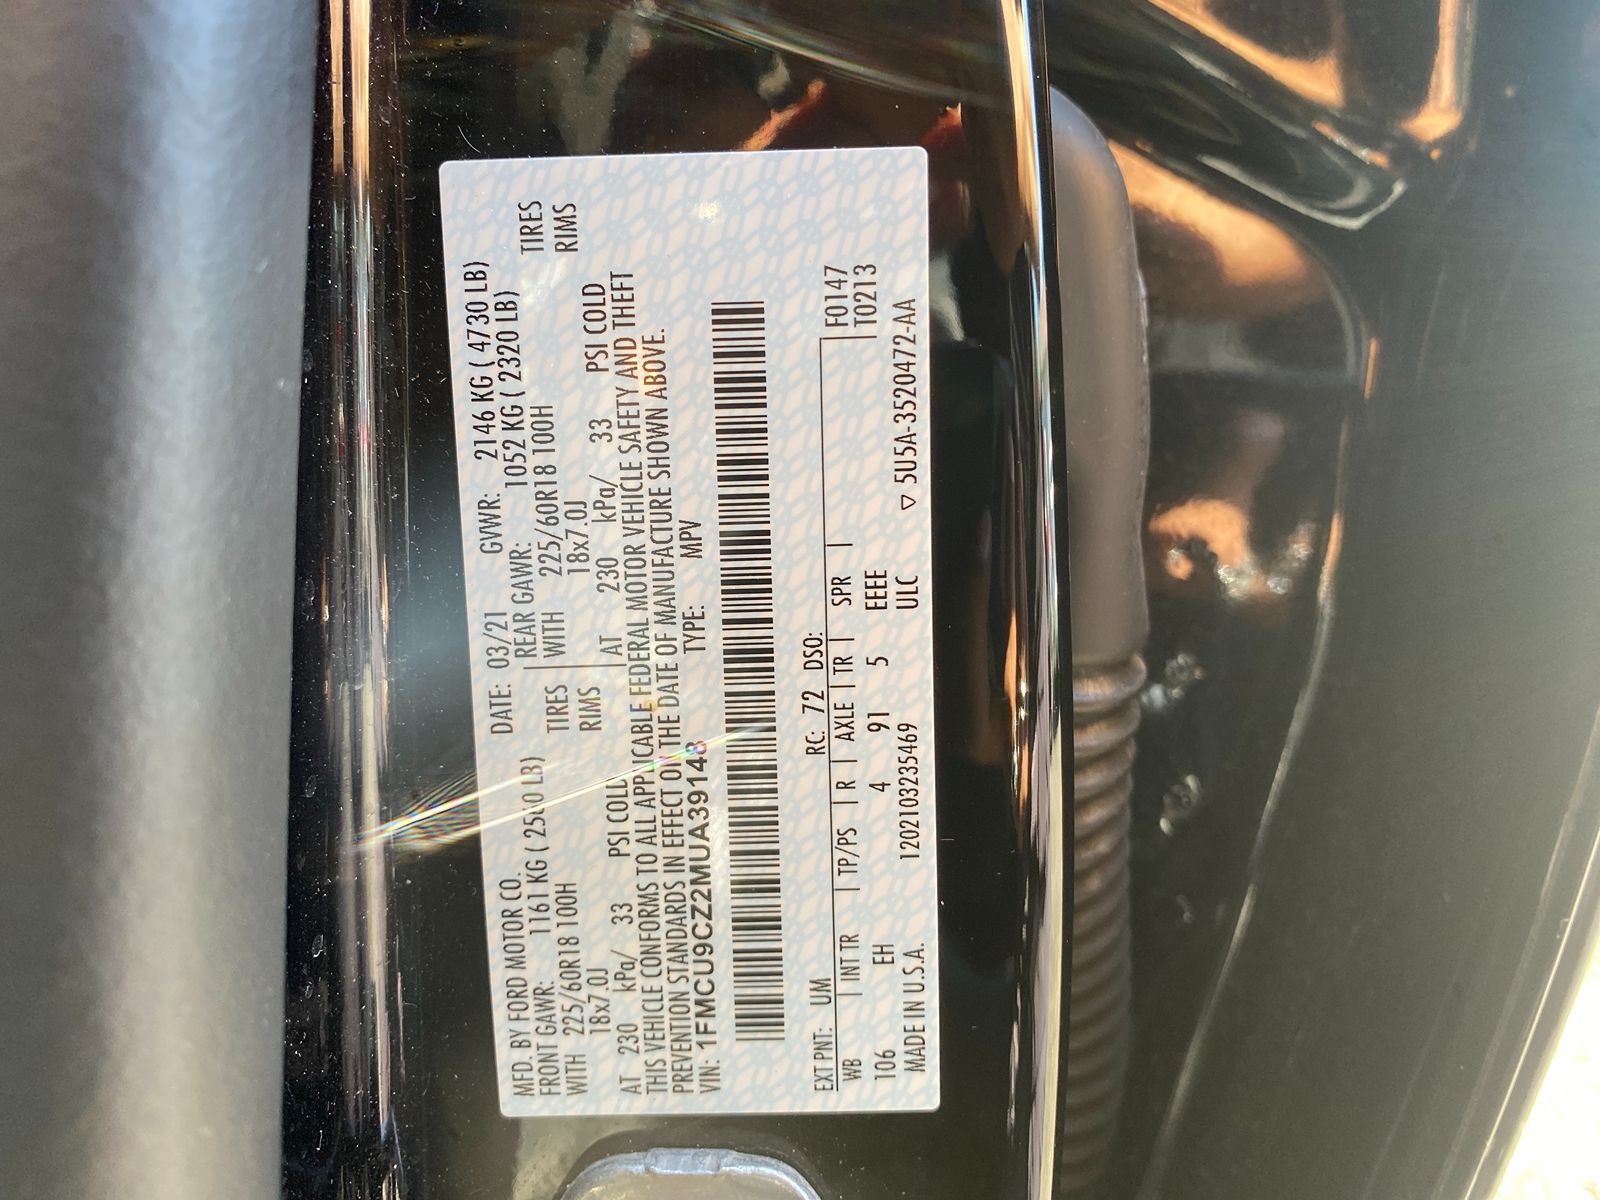 MFD. BY FORD MOTOR CO. DATE: 03/21 GVWR: 2146 KG ( 4730 LB)
FRONT GAWR: 1161 KG ( 2560 LB) REAR GAWR: 1052 KG ( 2320 LB)
WITH 225/60R18 100H TIRES WITH 225/60R18 100H TIRES
18x7.0J RIMS 18x7.0J RIMS
AT 230 kPa/ 33 PSI COLD AT 230 kPa/ 33 PSI COLD
THIS VEHICLE CONFORMS TO ALL APPLICABLE FEDERAL MOTOR VEHICLE SAFETY AND THEFT
PREVENTION STANDARDS IN EFFECT ON THE DATE OF MANUFACTURE SHOWN ABOVE.
VIN: 1FMCU9CZ2MUA39148 TYPE: MPV
EXT PNT: UM RC: 72 DSO: F0147
WB INT TR TP/PS R AXLE TR SPR T0213
106 EH 4 91 5 EEEE
MADE IN U.S.A. 120210323546​9 ULC ▽ 5U5A-3520472-AA